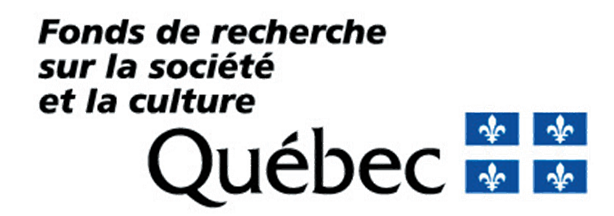 Fonds de recherche
sur la société
et la culture
Québec